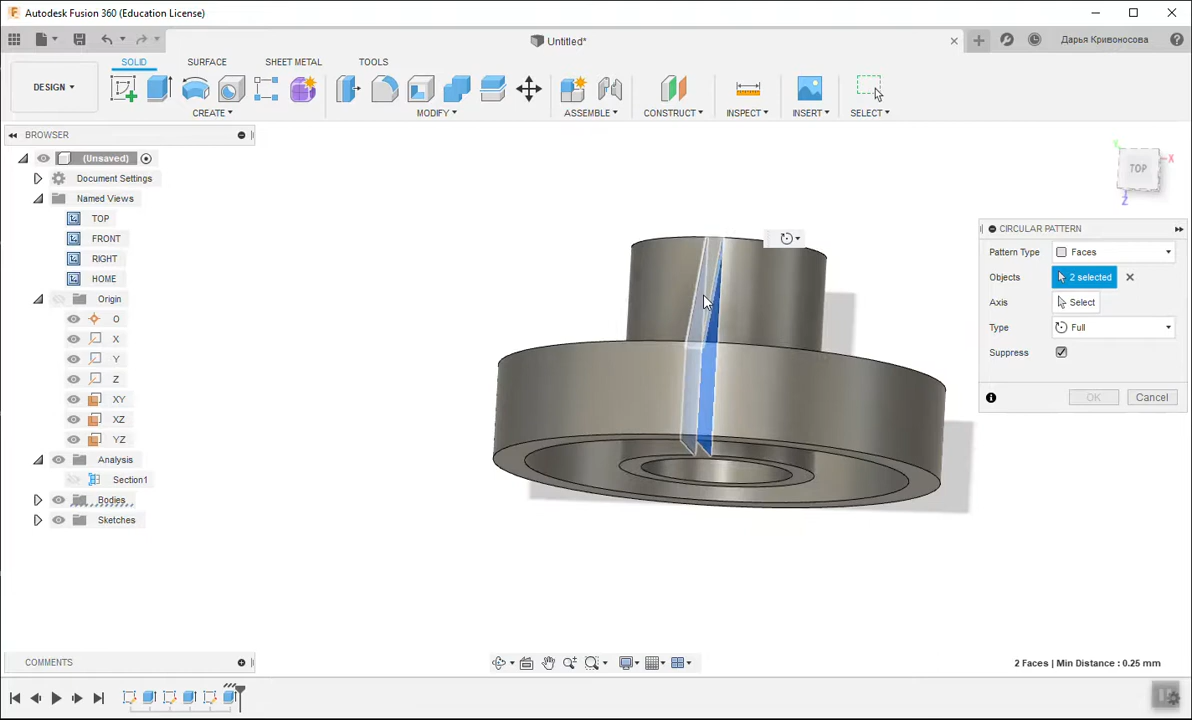 Autodesk Fusion 360 (Education License)
Untitled*
Дарья Кривоносова
DESIGN
SOLID
SURFACE
SHEET METAL
TOOLS
CREATE
MODIFY
ASSEMBLE
CONSTRUCT
INSPECT
INSERT
SELECT
BROWSER
(Unsaved)
Document Settings
Named Views
TOP
FRONT
RIGHT
HOME
Origin
O
X
Y
Z
XY
XZ
YZ
Analysis
Section1
Bodies
Sketches
Y
TOP
X
Z
CIRCULAR PATTERN
Pattern Type Faces
Objects 2 selected
Axis Select
Type Full
Suppress
OK Cancel
COMMENTS
2 Faces | Min Distance : 0.25 mm